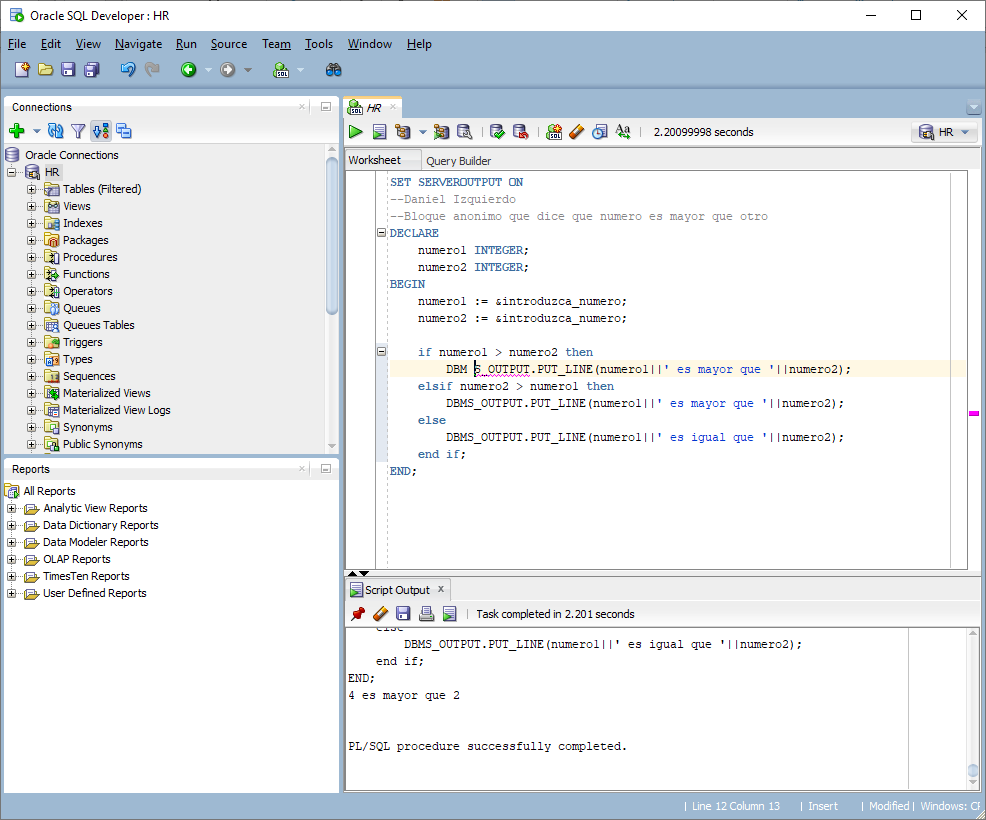 Oracle SQL Developer : HR
File Edit View Navigate Run Source Team Tools Window Help
Connections
Oracle Connections
HR
Tables (Filtered)
Views
Indexes
Packages
Procedures
Functions
Operators
Queues
Queues Tables
Triggers
Types
Sequences
Materialized Views
Materialized View Logs
Synonyms
Public Synonyms
Reports
All Reports
Analytic View Reports
Data Dictionary Reports
Data Modeler Reports
OLAP Reports
TimesTen Reports
User Defined Reports
HR
2.20099998 seconds
HR
Worksheet Query Builder
SET SERVEROUTPUT ON
--Daniel Izquierdo
--Bloque anonimo que dice que numero es mayor que otro
DECLARE
numero1 INTEGER;
numero2 INTEGER;
BEGIN
numero1 := &introduzca_numero;
numero2 := &introduzca_numero;
if numero1 > numero2 then
DBM S_OUTPUT.PUT_LINE(numero1||' es mayor que '||numero2);
elsif numero2 > numero1 then
DBMS_OUTPUT.PUT_LINE(numero1||' es mayor que '||numero2);
else
DBMS_OUTPUT.PUT_LINE(numero1||' es igual que '||numero2);
end if;
END;
Script Output
Task completed in 2.201 seconds
else
DBMS_OUTPUT.PUT_LINE(numero1||' es igual que '||numero2);
end if;
END;
4 es mayor que 2
PL/SQL procedure successfully completed.
Line 12 Column 13 | Insert | Modified | Windows: CF